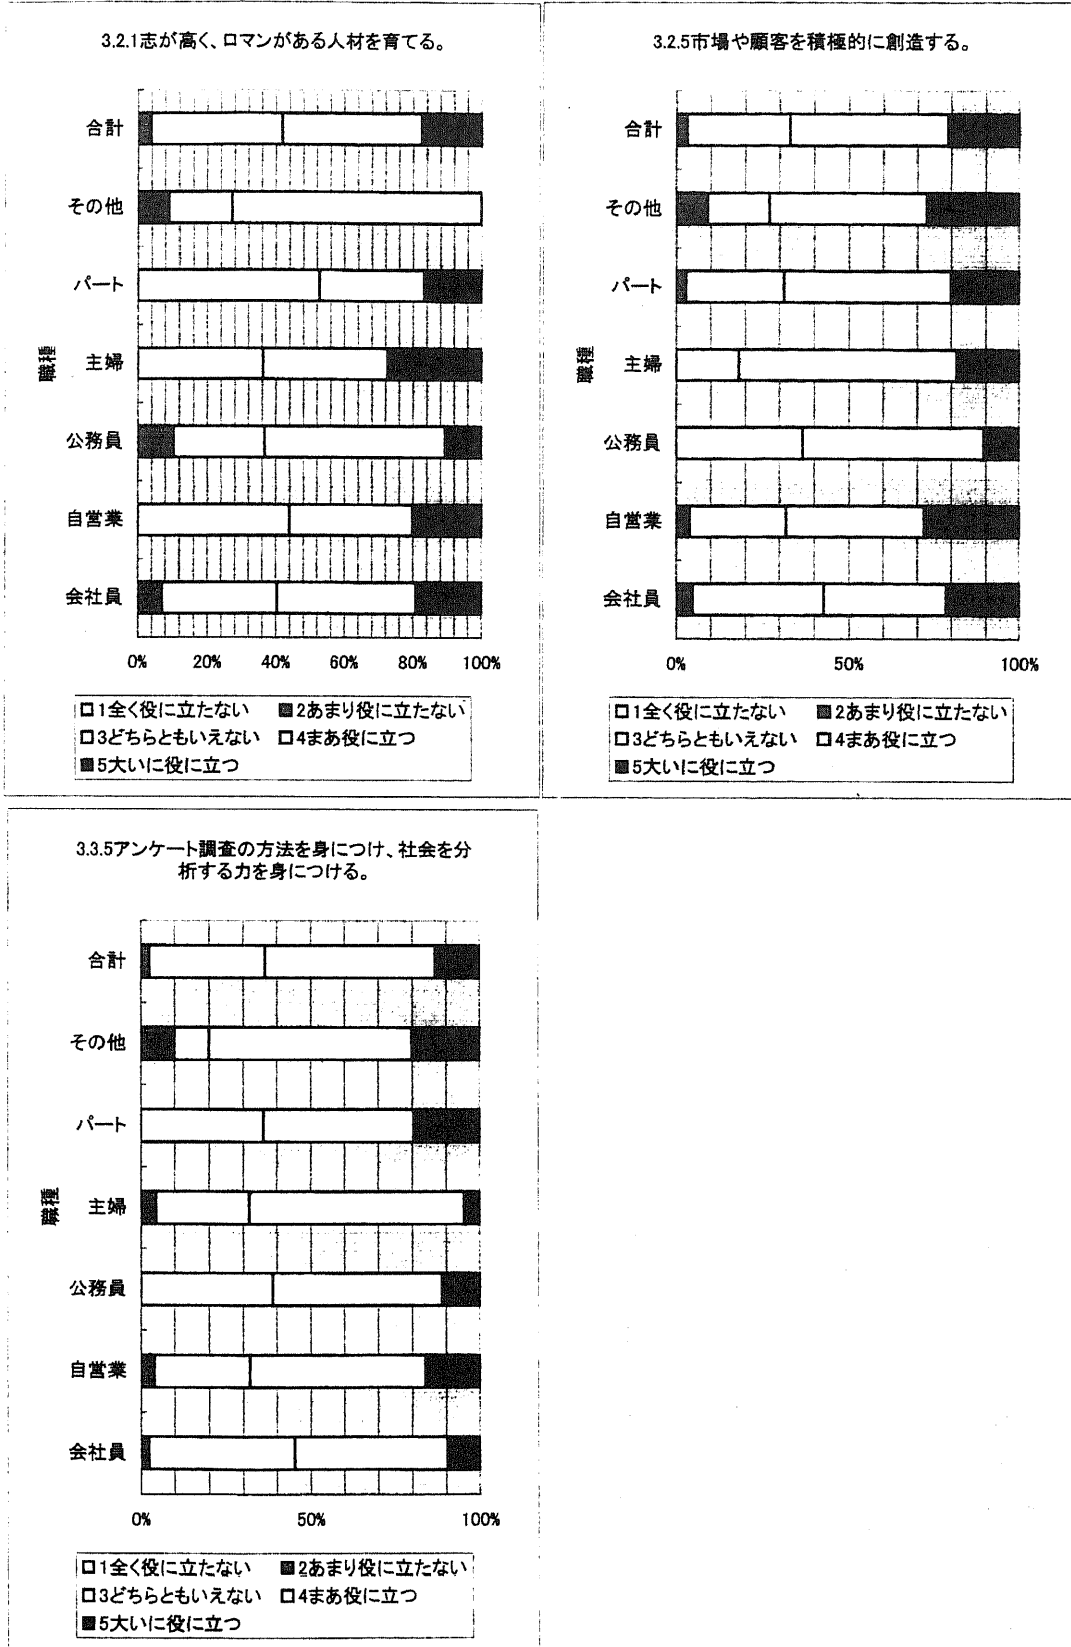 3.2.1志が高く、ロマンがある人材を育てる。
合計
その他
パート
主婦
公務員
自営業
会社員
職種
0% 20% 40% 60% 80% 100%
□1全く役に立たない ■2あまり役に立たない
□3どちらともいえない □4まあ役に立つ
■5大いに役に立つ
3.2.5市場や顧客を積極的に創造する。
合計
その他
パート
主婦
公務員
自営業
会社員
職種
0% 50% 100%
□1全く役に立たない ■2あまり役に立たない
□3どちらともいえない □4まあ役に立つ
■5大いに役に立つ
3.3.5アンケート調査の方法を身につけ、社会を分
析する力を身につける。
合計
その他
パート
主婦
公務員
自営業
会社員
職種
0% 50% 100%
□1全く役に立たない ■2あまり役に立たない
□3どちらともいえない □4まあ役に立つ
■5大いに役に立つ